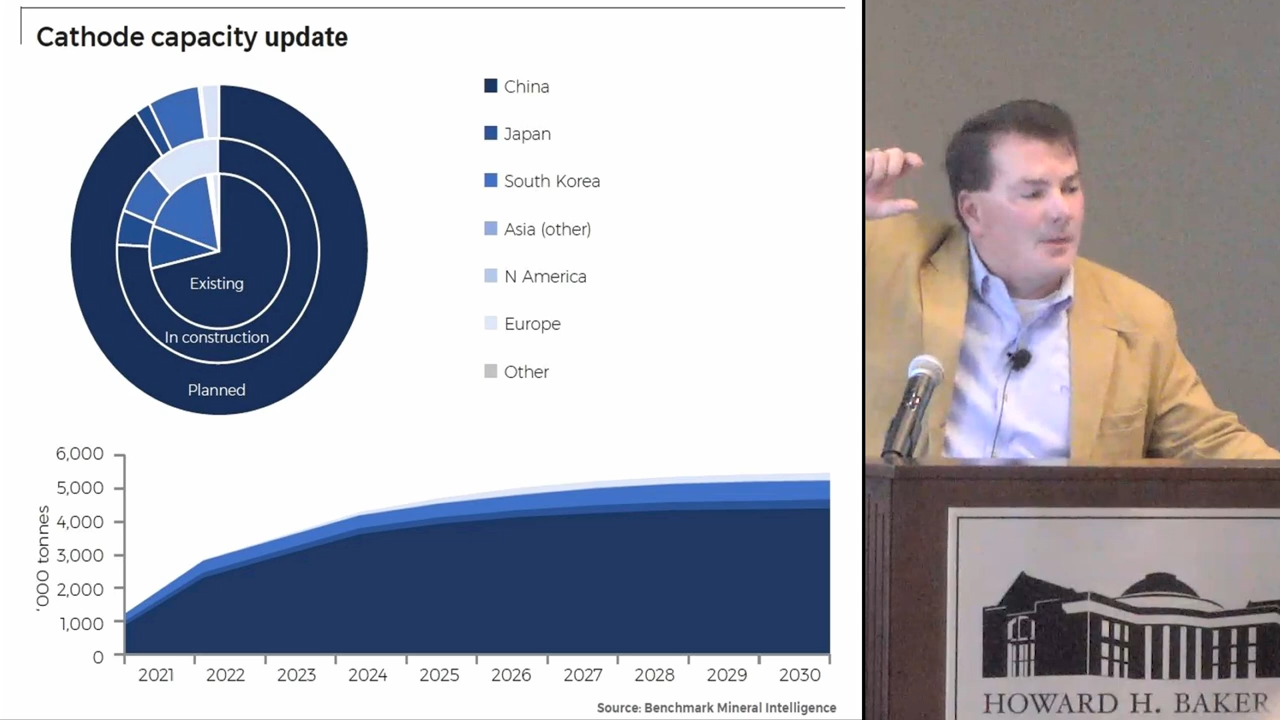 Cathode capacity update
China
Japan
South Korea
Asia (other)
N America
Europe
Other
Existing
In construction
Planned
6,000
5,000
4,000
3,000
2,000
1,000
0
'000 tonnes
2021 2022 2023 2024 2025 2026 2027 2028 2029 2030
Source: Benchmark Mineral Intelligence
HOWARD H. BAKER